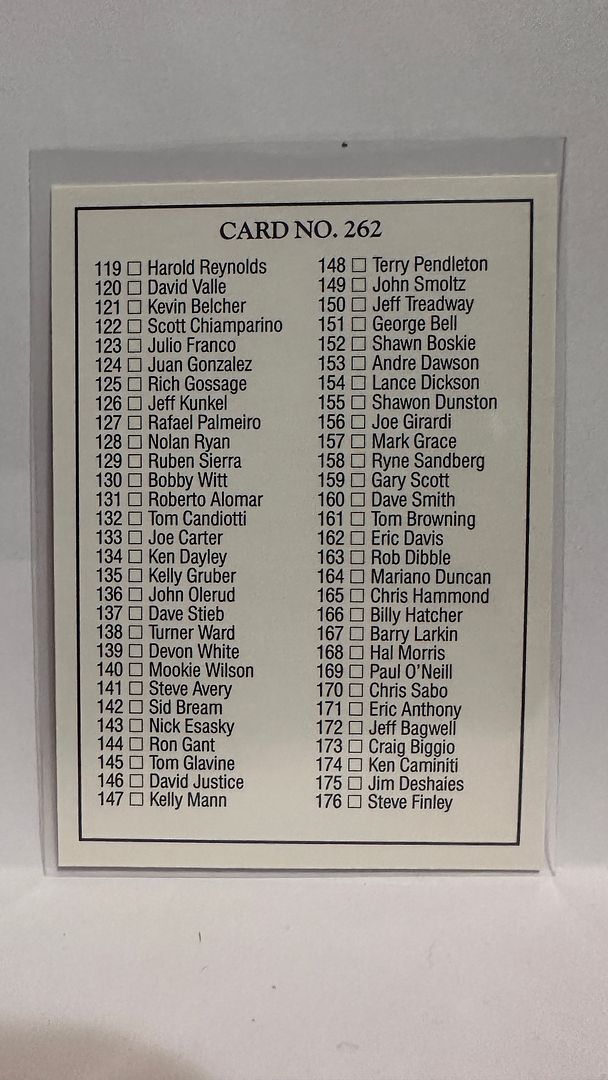 CARD NO. 262
119 ☐ Harold Reynolds
120 ☐ David Valle
121 ☐ Kevin Belcher
122 ☐ Scott Chiamparino
123 ☐ Julio Franco
124 ☐ Juan Gonzalez
125 ☐ Rich Gossage
126 ☐ Jeff Kunkel
127 ☐ Rafael Palmeiro
128 ☐ Nolan Ryan
129 ☐ Ruben Sierra
130 ☐ Bobby Witt
131 ☐ Roberto Alomar
132 ☐ Tom Candiotti
133 ☐ Joe Carter
134 ☐ Ken Dayley
135 ☐ Kelly Gruber
136 ☐ John Olerud
137 ☐ Dave Stieb
138 ☐ Turner Ward
139 ☐ Devon White
140 ☐ Mookie Wilson
141 ☐ Steve Avery
142 ☐ Sid Bream
143 ☐ Nick Esasky
144 ☐ Ron Gant
145 ☐ Tom Glavine
146 ☐ David Justice
147 ☐ Kelly Mann
148 ☐ Terry Pendleton
149 ☐ John Smoltz
150 ☐ Jeff Treadway
151 ☐ George Bell
152 ☐ Shawn Boskie
153 ☐ Andre Dawson
154 ☐ Lance Dickson
155 ☐ Shawon Dunston
156 ☐ Joe Girardi
157 ☐ Mark Grace
158 ☐ Ryne Sandberg
159 ☐ Gary Scott
160 ☐ Dave Smith
161 ☐ Tom Browning
162 ☐ Eric Davis
163 ☐ Rob Dibble
164 ☐ Mariano Duncan
165 ☐ Chris Hammond
166 ☐ Billy Hatcher
167 ☐ Barry Larkin
168 ☐ Hal Morris
169 ☐ Paul O'Neill
170 ☐ Chris Sabo
171 ☐ Eric Anthony
172 ☐ Jeff Bagwell
173 ☐ Craig Biggio
174 ☐ Ken Caminiti
175 ☐ Jim Deshaies
176 ☐ Steve Finley